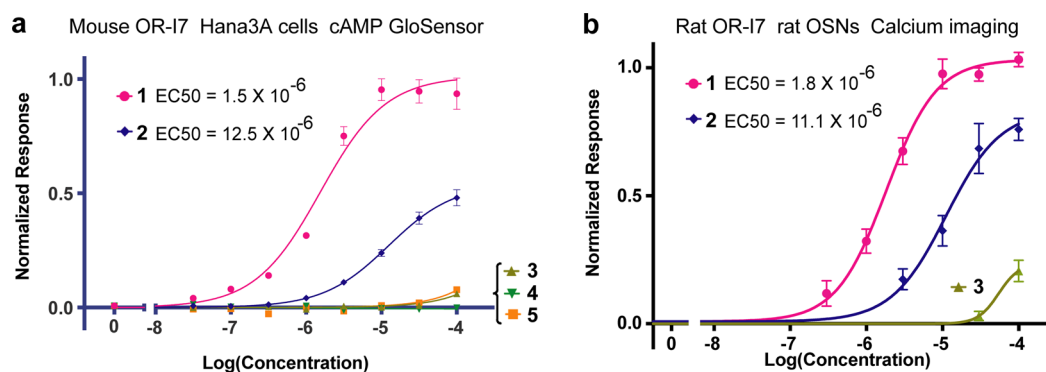 a
Mouse OR-I7 Hana3A cells cAMP GloSensor
1 EC50 = 1.5 X 10-6
2 EC50 = 12.5 X 10-6
Normalized Response
1.0
0.5
0.0
3
4
5
0 -8 -7 -6 -5 -4
Log(Concentration)
b
Rat OR-I7 rat OSNs Calcium imaging
1 EC50 = 1.8 X 10-6
2 EC50 = 11.1 X 10-6
Normalized Response
1.0
0.5
0.0
3
0 -8 -7 -6 -5 -4
Log(Concentration)